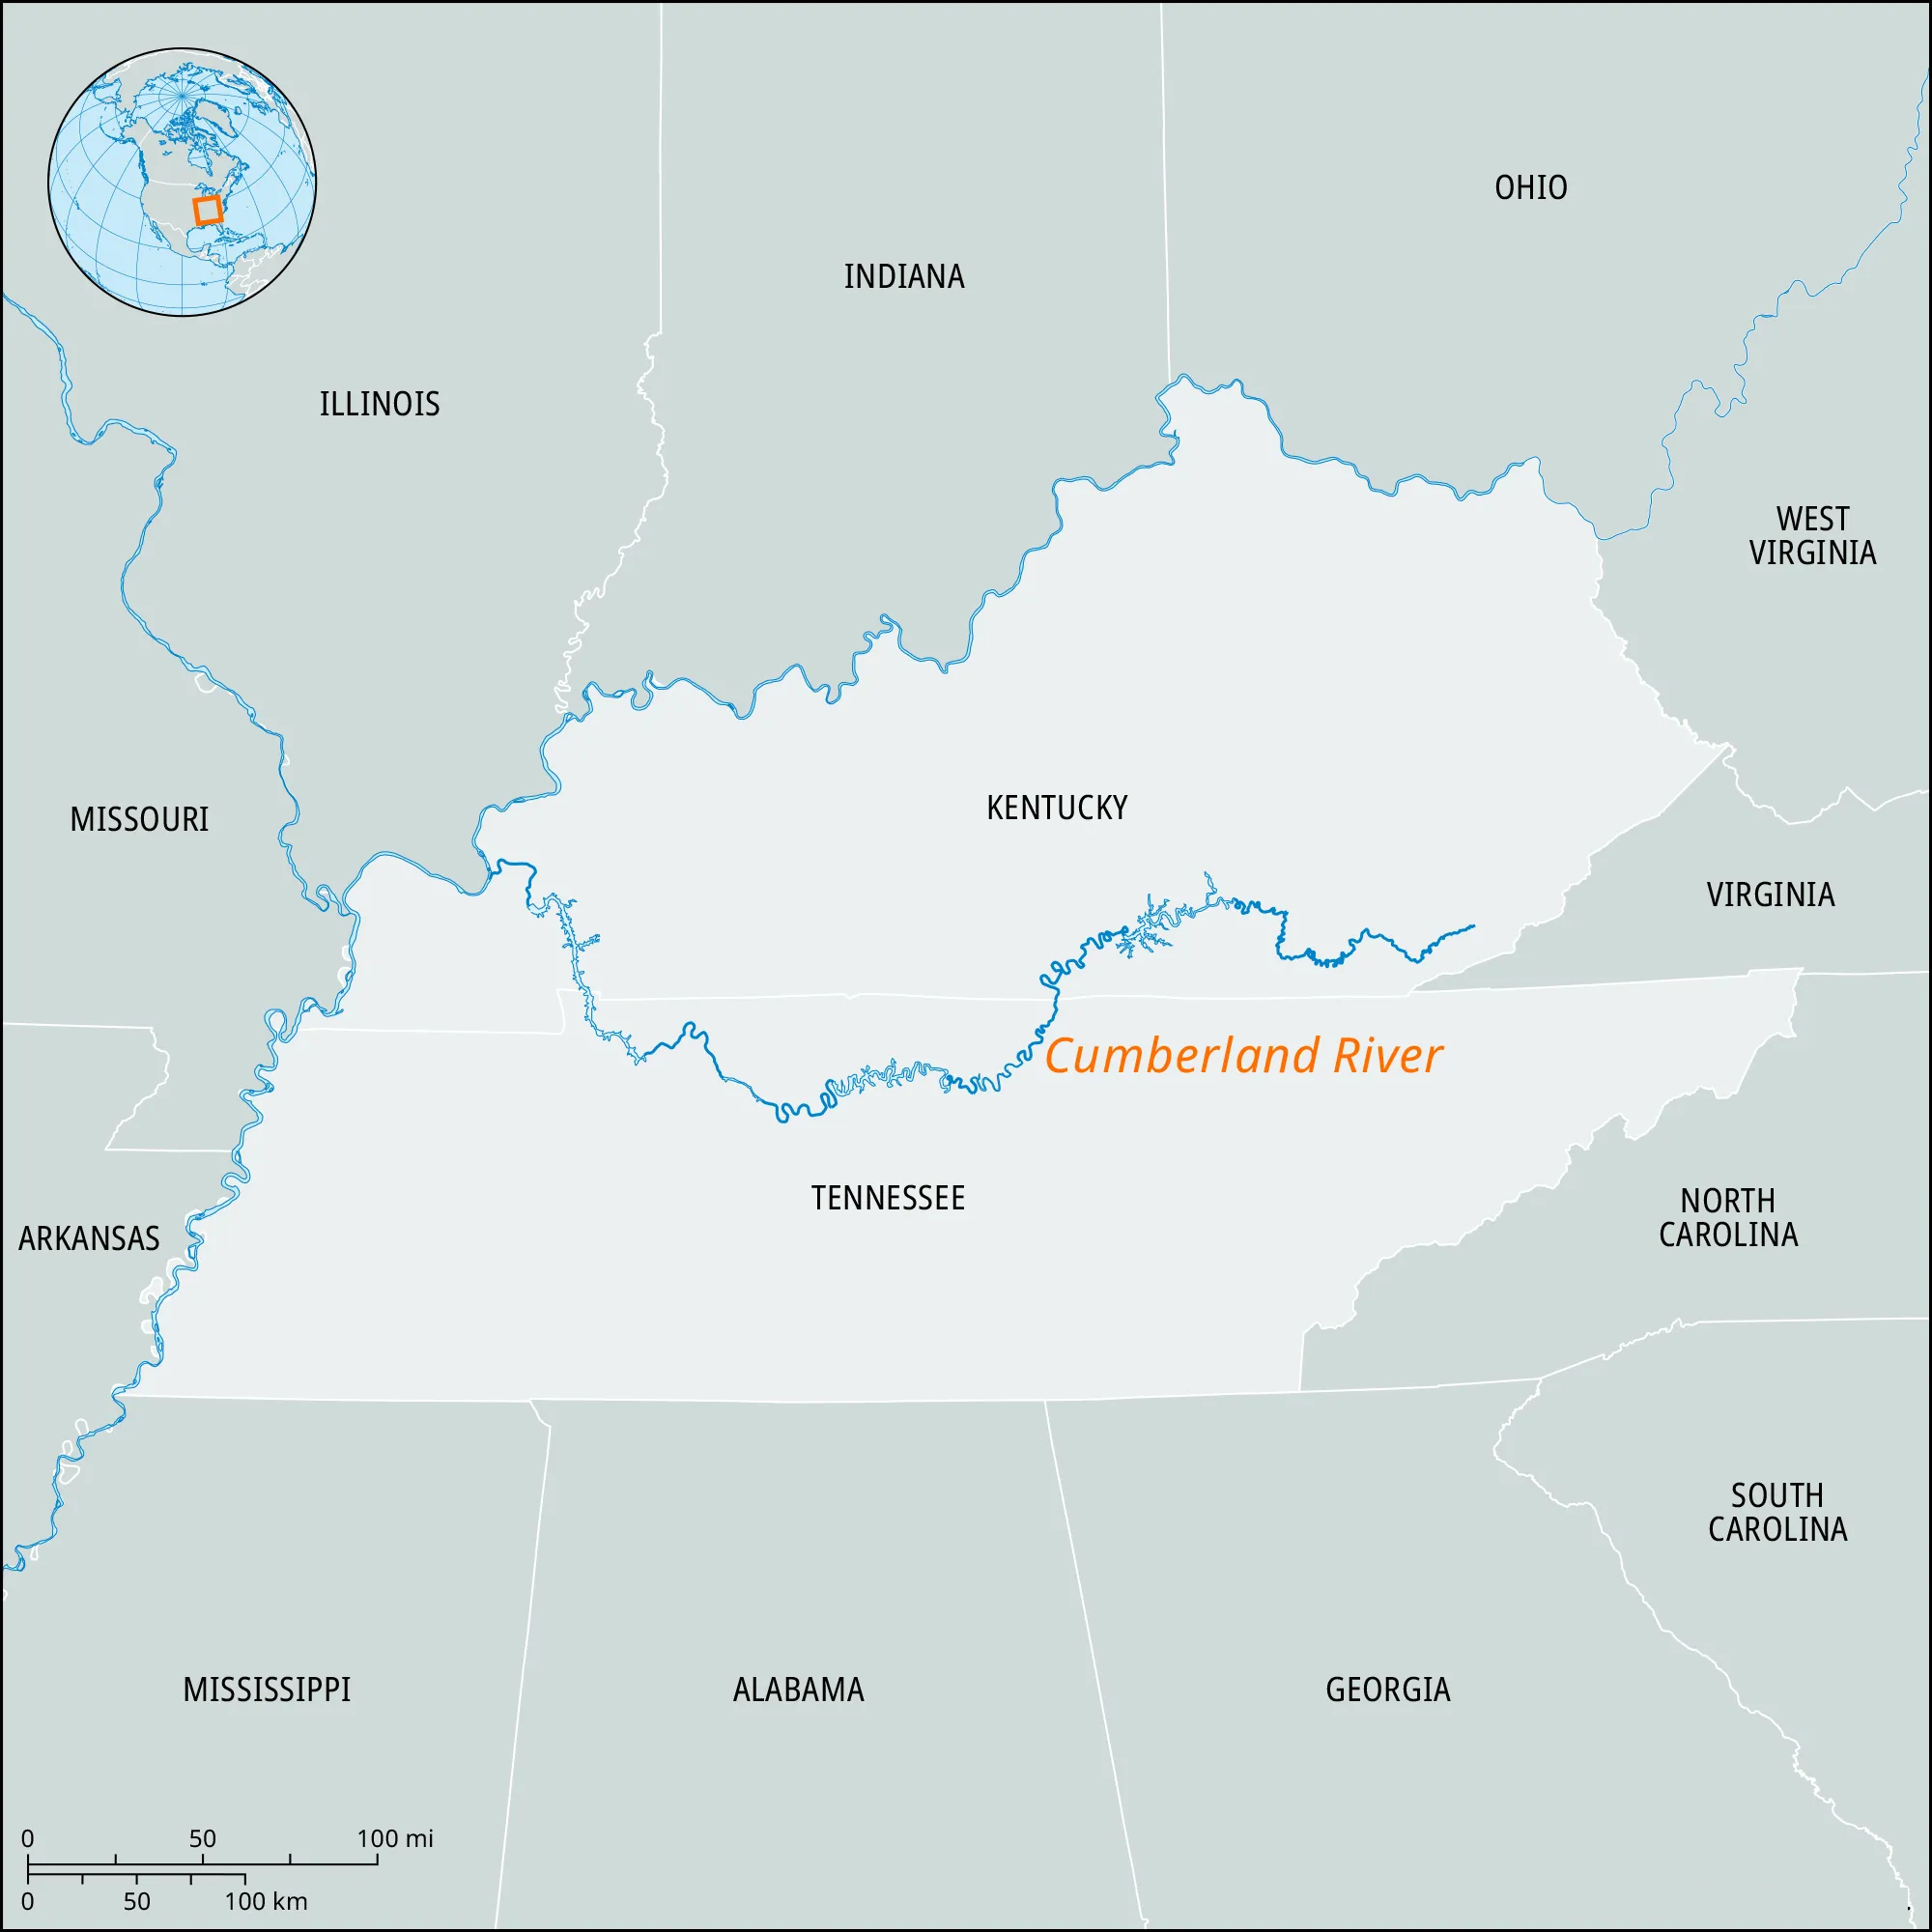 OHIO
INDIANA
ILLINOIS
WEST
VIRGINIA
KENTUCKY
MISSOURI
VIRGINIA
Cumberland River
TENNESSEE
NORTH
CAROLINA
ARKANSAS
SOUTH
CAROLINA
MISSISSIPPI
ALABAMA
GEORGIA
0 50 100 mi
0 50 100 km